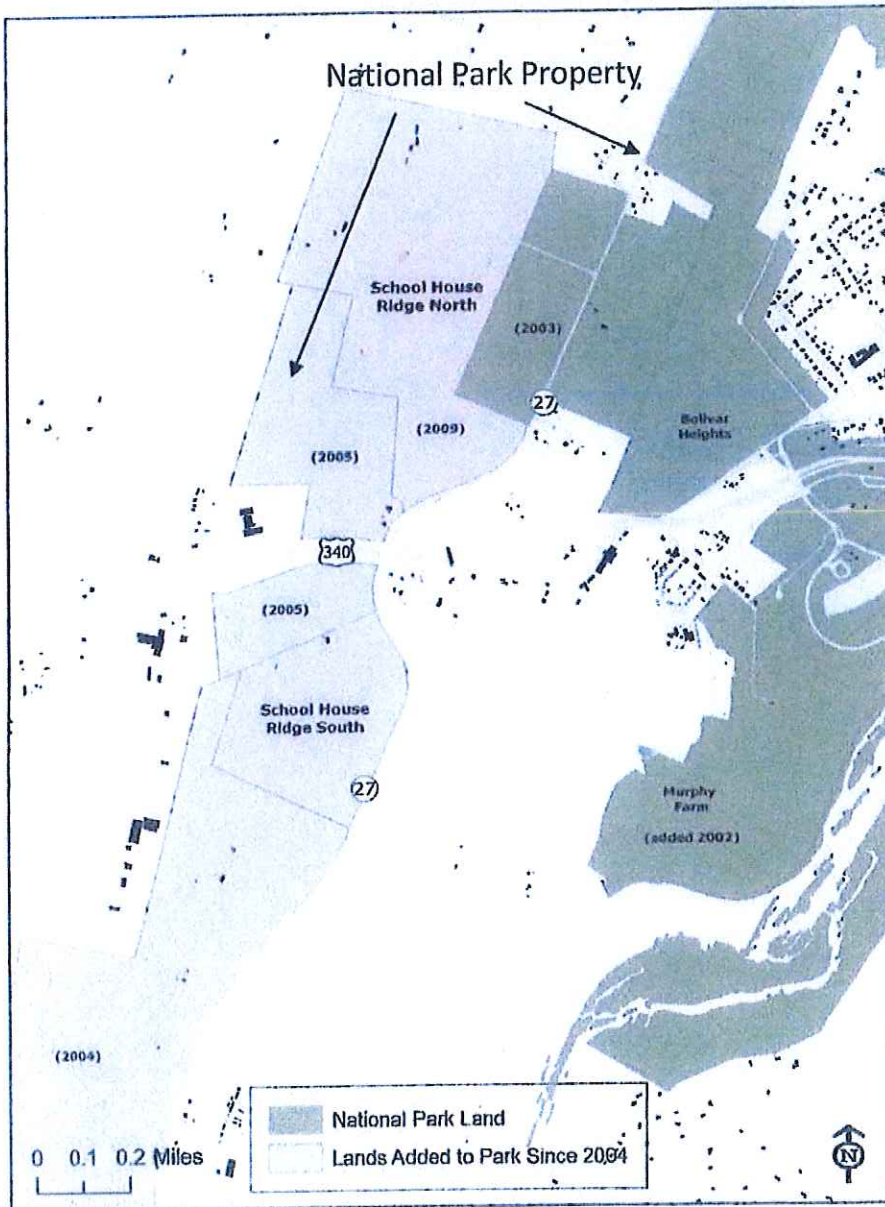 National Park Property
School House
Ridge North
(2003)
27
(2009)
Bolivar
Heights
(2005)
340
(2005)
School House
Ridge South
27
Murphy
Farm
(added 2002)
(2004)
National Park Land
Lands Added to Park Since 2004
0 0.1 0.2 Miles
N